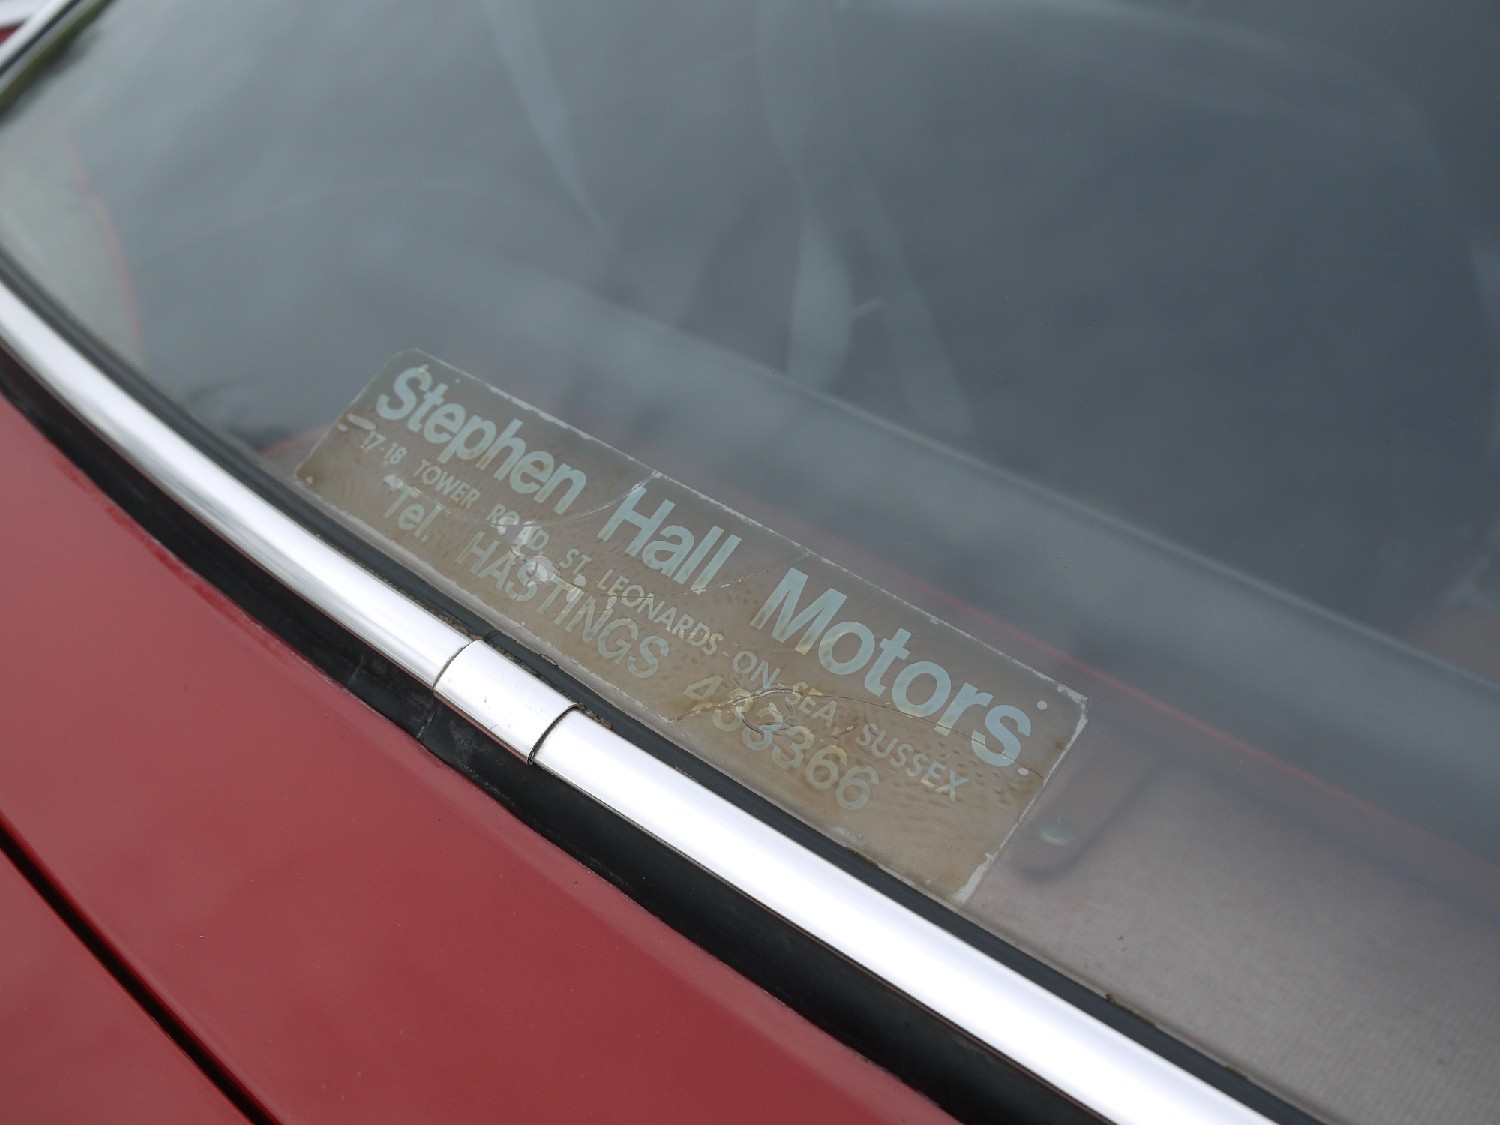 Stephen Hall Motors
17-18 TOWER ROAD, ST. LEONARDS-ON-SEA, SUSSEX
Tel. HASTINGS 433366